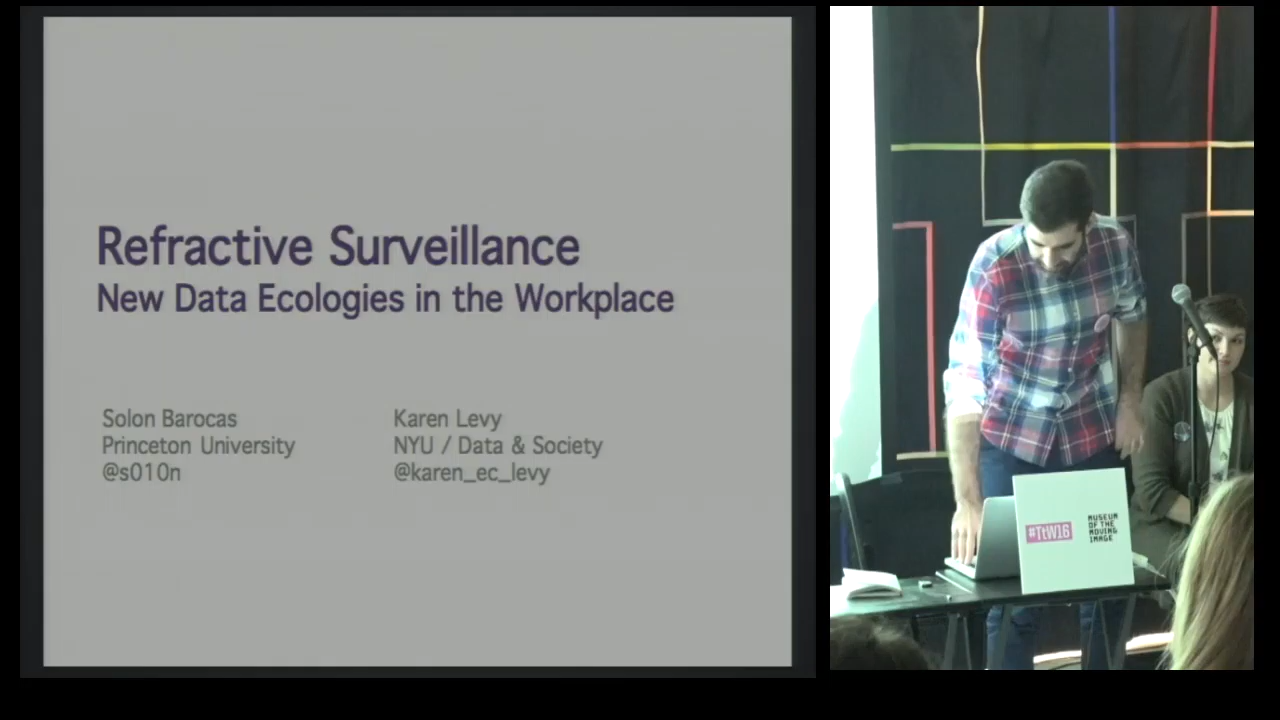 Refractive Surveillance
New Data Ecologies in the Workplace
Solon Barocas
Princeton University
@s010n
Karen Levy
NYU / Data & Society
@karen_ec_levy
#TtW16
MUSEUM
OF THE
MOVING
IMAGE